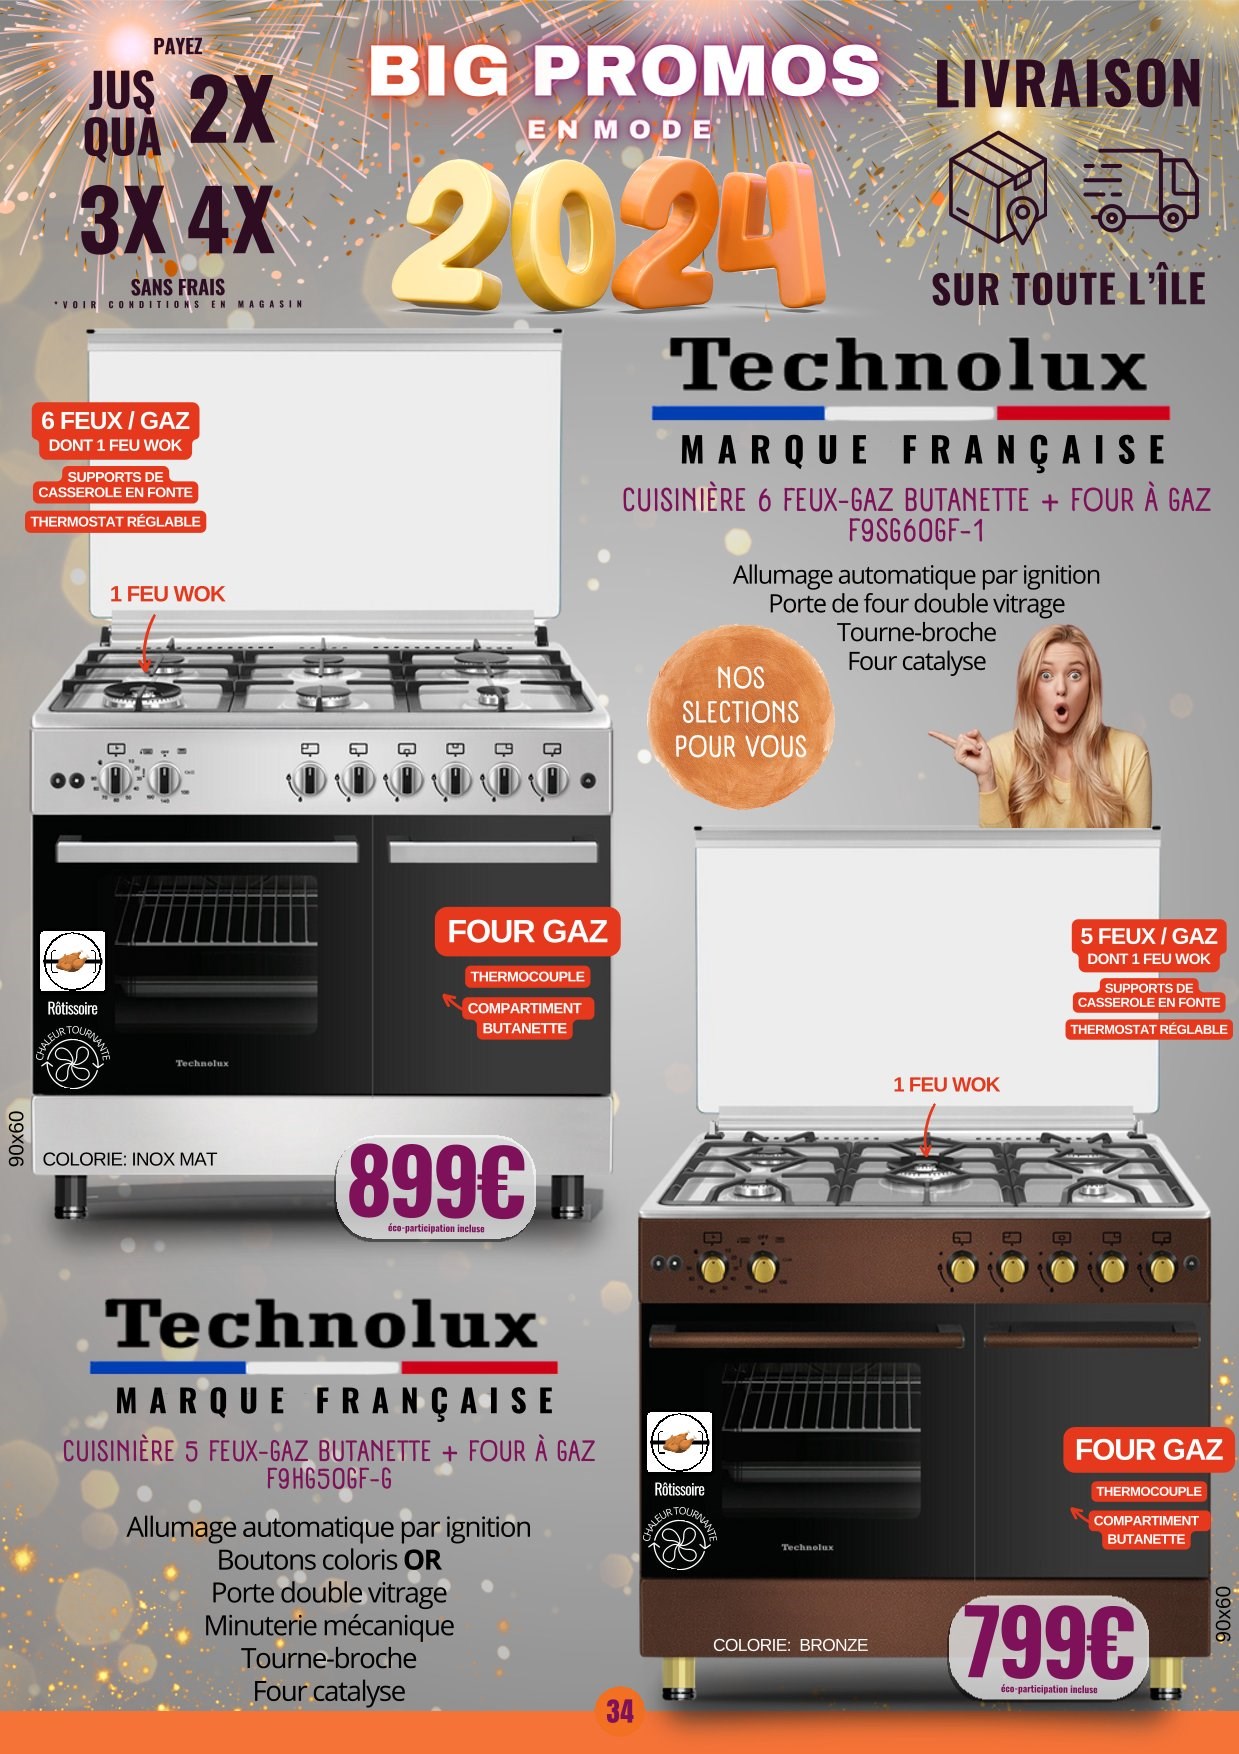 PAYEZ
JUS
QUÀ
2X
3X 4X
SANS FRAIS
*VOIR CONDITIONS EN MAGASIN
BIG PROMOS
EN MODE
2024
LIVRAISON
SUR TOUTE L'ÎLE
Technolux
MARQUE FRANÇAISE
CUISINIÈRE 6 FEUX-GAZ BUTANETTE + FOUR À GAZ
F9SG60GF-1
Allumage automatique par ignition
Porte de four double vitrage
Tourne-broche
Four catalyse
NOS
SLECTIONS
POUR VOUS
6 FEUX / GAZ
DONT 1 FEU WOK
SUPPORTS DE
CASSEROLE EN FONTE
THERMOSTAT RÉGLABLE
1 FEU WOK
FOUR GAZ
THERMOCOUPLE
COMPARTIMENT
BUTANETTE
Rôtissoire
CHALEUR TOURNANTE
Technolux
90x60
COLORIE: INOX MAT
899€
éco-participation incluse
5 FEUX / GAZ
DONT 1 FEU WOK
SUPPORTS DE
CASSEROLE EN FONTE
THERMOSTAT RÉGLABLE
1 FEU WOK
FOUR GAZ
THERMOCOUPLE
COMPARTIMENT
BUTANETTE
Rôtissoire
CHALEUR TOURNANTE
Technolux
90x60
COLORIE: BRONZE
799€
éco-participation incluse
Technolux
MARQUE FRANÇAISE
CUISINIÈRE 5 FEUX-GAZ BUTANETTE + FOUR À GAZ
F9HG50GF-G
Allumage automatique par ignition
Boutons coloris OR
Porte double vitrage
Minuterie mécanique
Tourne-broche
Four catalyse
34